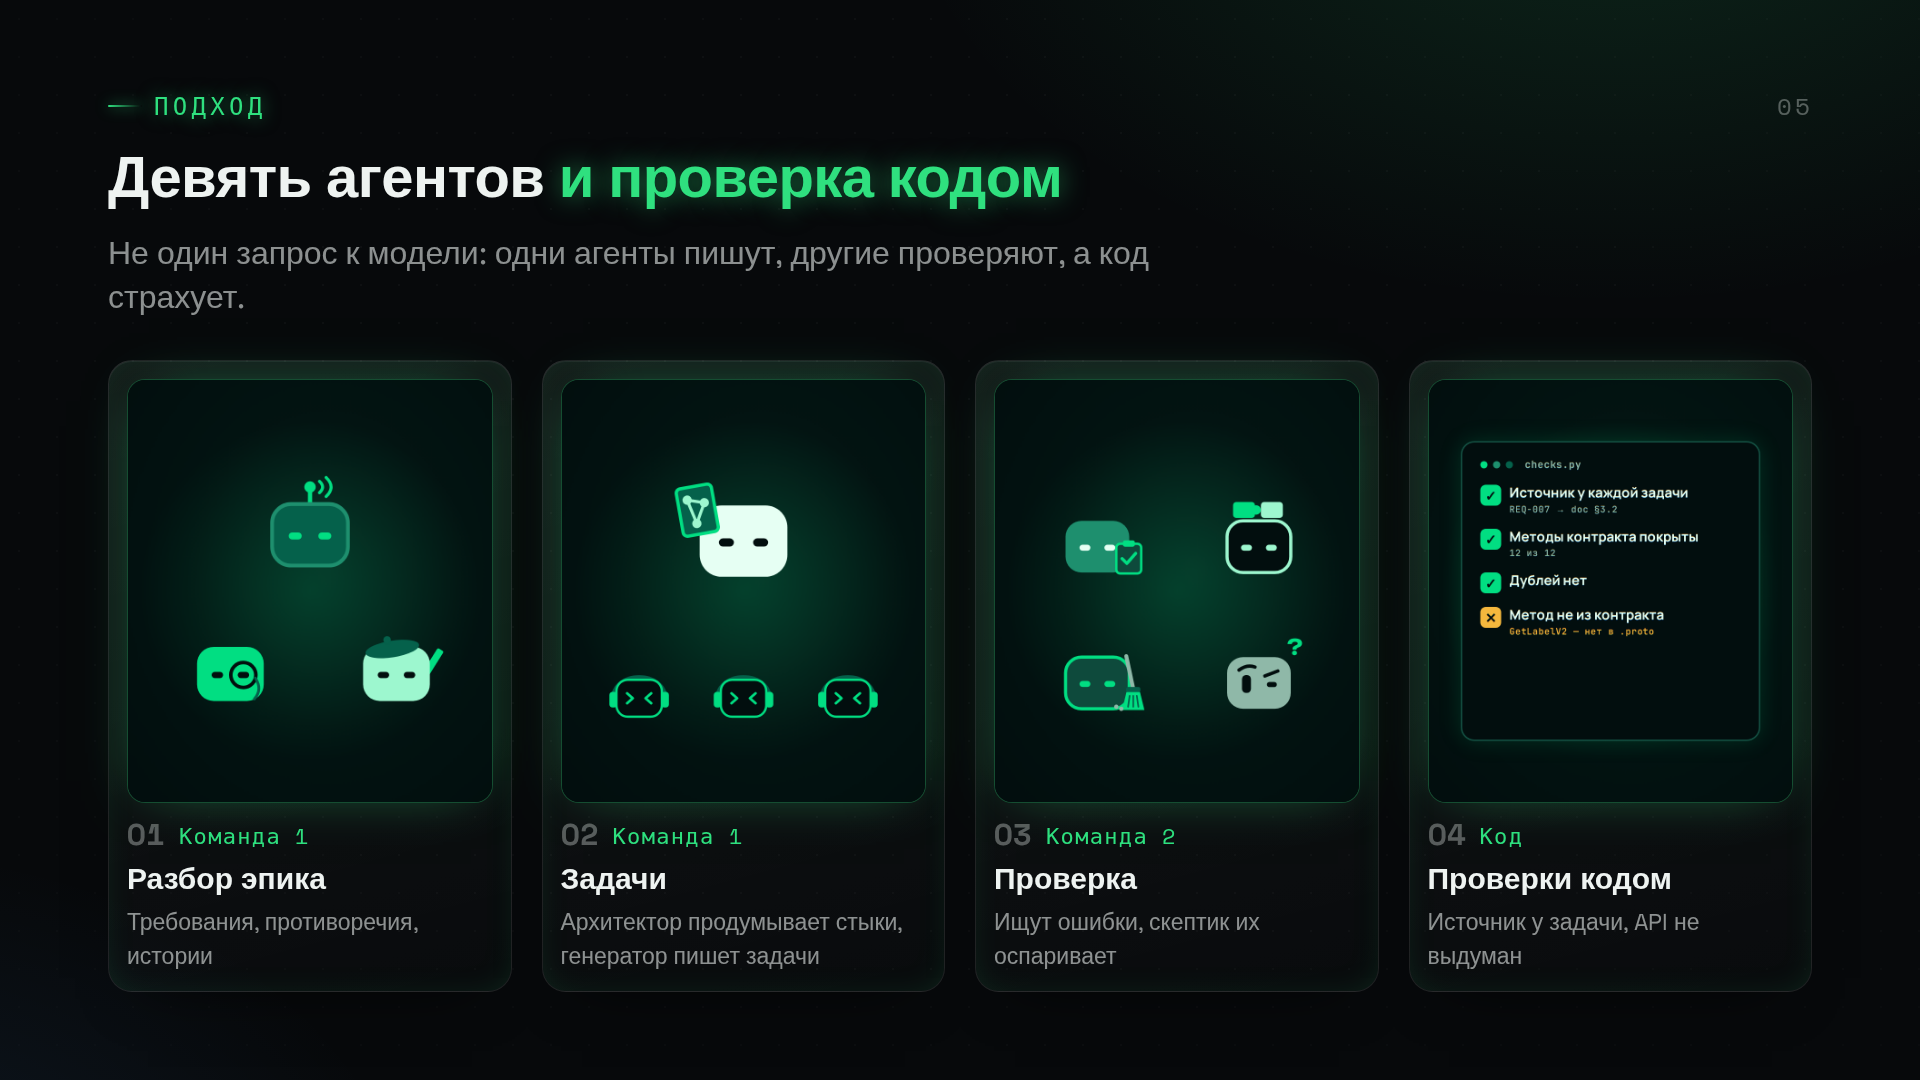 ПОДХОД
05
Девять агентов и проверка кодом
Не один запрос к модели: одни агенты пишут, другие проверяют, а код
страхует.
?
checks.py
Источник у каждой задачи
REQ-007 → doc §3.2
Методы контракта покрыты
12 из 12
Дублей нет
Метод не из контракта
GetLabelV2 — нет в .proto
01 Команда 1
Разбор эпика
Требования, противоречия,
истории
02 Команда 1
Задачи
Архитектор продумывает стыки,
генератор пишет задачи
03 Команда 2
Проверка
Ищут ошибки, скептик их
оспаривает
04 Код
Проверки кодом
Источник у задачи, API не
выдуман